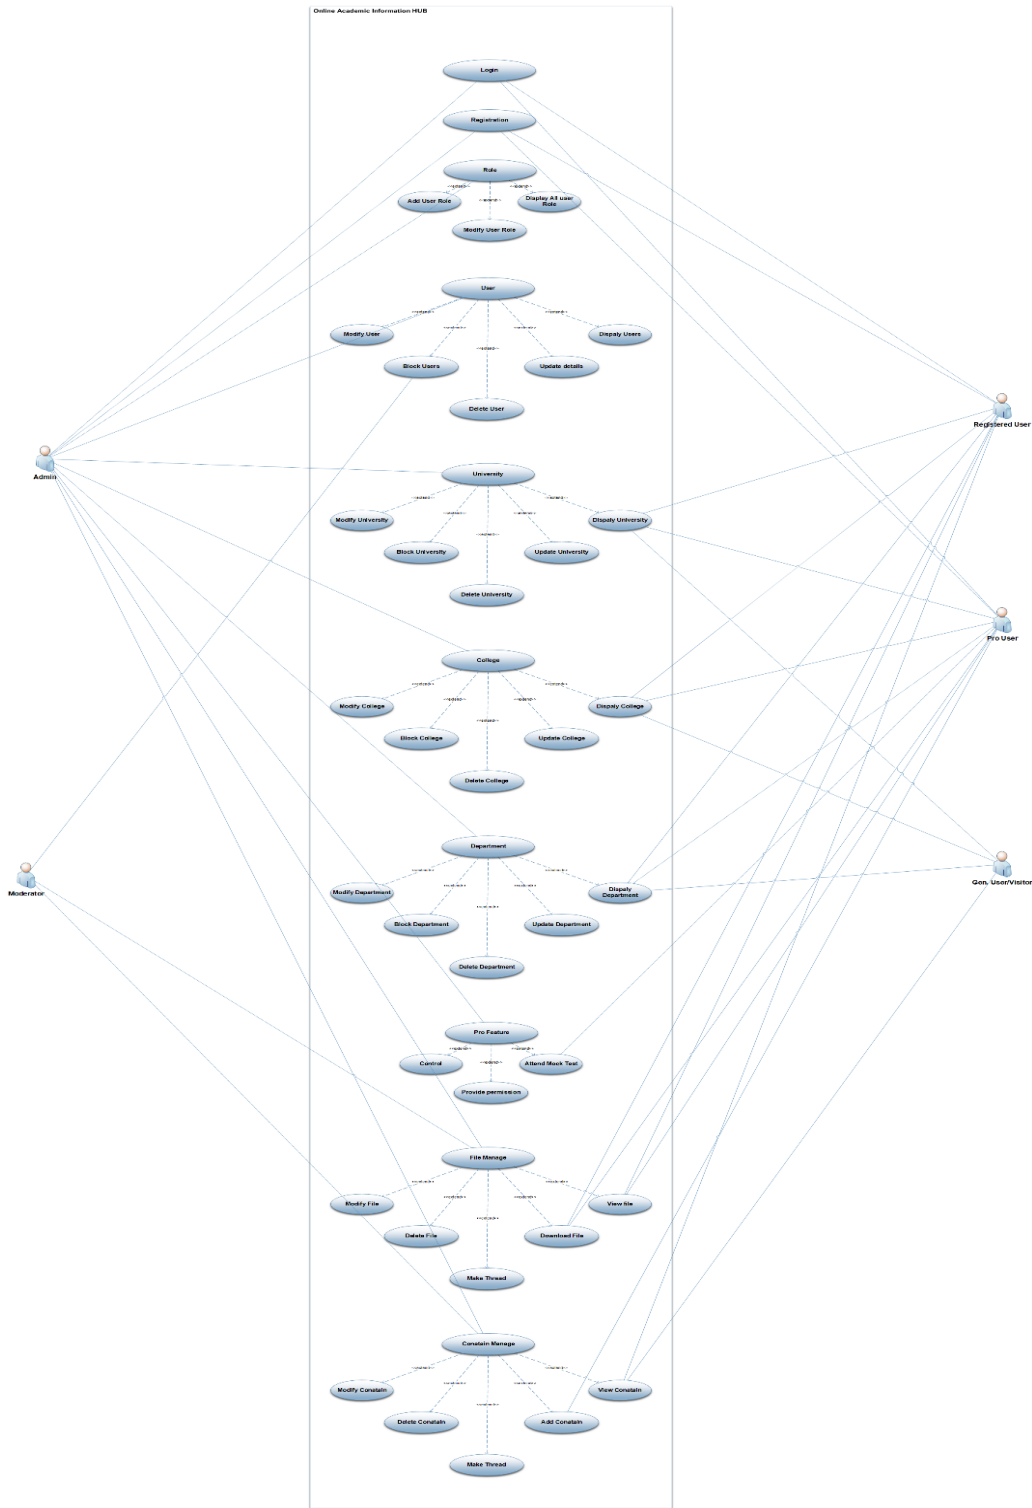 Online Academic Information HUB
Login
Registration
Role
Add User Role
Display All user
Role
Modify User Role
User
Modify User
Dispaly Users
Block Users
Update details
Delete User
Registered User
Admin
University
Modify University
Dispaly University
Block University
Update University
Delete University
Pro User
College
Modify College
Dispaly College
Block College
Update College
Delete College
Department
Gen. User/Visitor
Moderator
Modify Department
Dispaly
Department
Block Department
Update Department
Delete Department
Pro Feature
Control
Attend Mock Test
Provide permission
File Manage
Modify File
View file
Delete File
Download File
Make Thread
Conatain Manage
Modify Conatain
View Conatain
Delete Conatain
Add Conatain
Make Thread